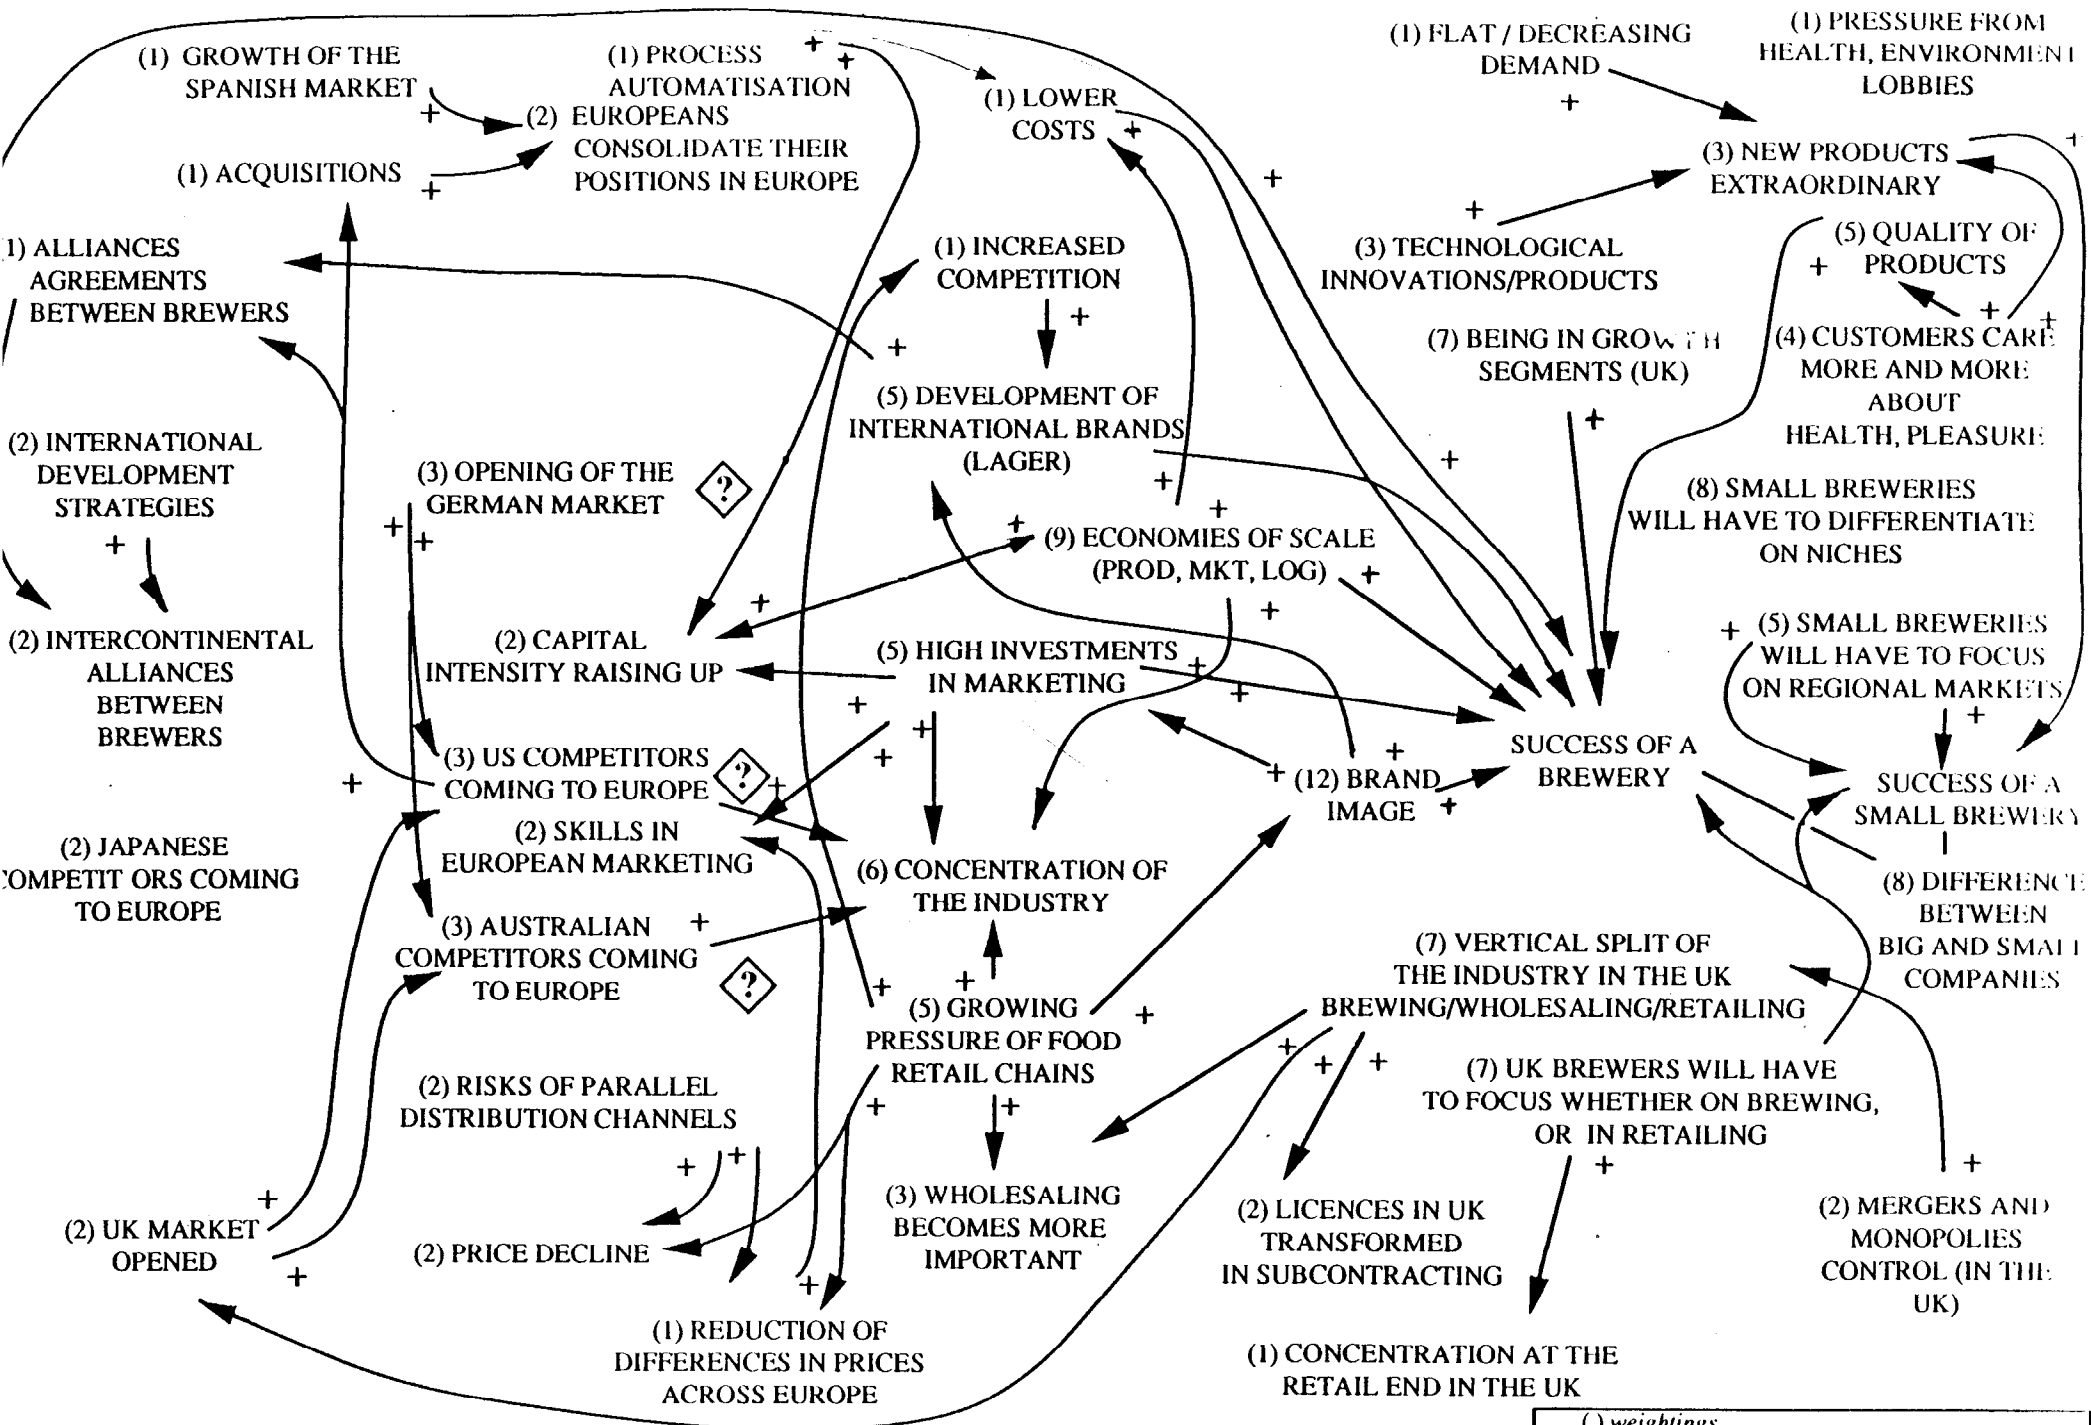 (1) GROWTH OF THE
SPANISH MARKET
+
(1) PROCESS
AUTOMATISATION
+
+
(2) EUROPEANS
CONSOLIDATE THEIR
POSITIONS IN EUROPE
(1) ACQUISITIONS
+
(1) LOWER
COSTS
+
(1) FLAT / DECREASING
DEMAND
+
(1) PRESSURE FROM
HEALTH, ENVIRONMENT
LOBBIES
(3) NEW PRODUCTS
EXTRAORDINARY
+
+
1) ALLIANCES
AGREEMENTS
BETWEEN BREWERS
(1) INCREASED
COMPETITION
+
+
(3) TECHNOLOGICAL
INNOVATIONS/PRODUCTS
+
(5) QUALITY OF
PRODUCTS
+
+
(7) BEING IN GROWTH
SEGMENTS (UK)
+
(4) CUSTOMERS CARE
MORE AND MORE
ABOUT
HEALTH, PLEASURE
+
(5) DEVELOPMENT OF
INTERNATIONAL BRANDS
(LAGER)
+
+
(2) INTERNATIONAL
DEVELOPMENT
STRATEGIES
+
(3) OPENING OF THE
GERMAN MARKET
?
+
+
(8) SMALL BREWERIES
WILL HAVE TO DIFFERENTIATE
ON NICHES
+
+
(9) ECONOMIES OF SCALE
(PROD, MKT, LOG)
+
+
+
(2) INTERCONTINENTAL
ALLIANCES
BETWEEN
BREWERS
(2) CAPITAL
INTENSITY RAISING UP
(5) HIGH INVESTMENTS
IN MARKETING
+
+
+
+
+
+
(5) SMALL BREWERIES
WILL HAVE TO FOCUS
ON REGIONAL MARKETS
+
(3) US COMPETITORS
COMING TO EUROPE
?
+
+
(12) BRAND
IMAGE
+
+
+
SUCCESS OF A
BREWERY
SUCCESS OF A
SMALL BREWERY
(2) JAPANESE
COMPETIT ORS COMING
TO EUROPE
(2) SKILLS IN
EUROPEAN MARKETING
(6) CONCENTRATION OF
THE INDUSTRY
(8) DIFFERENCE
BETWEEN
BIG AND SMALL
COMPANIES
(3) AUSTRALIAN
COMPETITORS COMING
TO EUROPE
+
?
(7) VERTICAL SPLIT OF
THE INDUSTRY IN THE UK
BREWING/WHOLESALING/RETAILING
+
+
+
+
+
(5) GROWING
PRESSURE OF FOOD
RETAIL CHAINS
+
+
+
(2) RISKS OF PARALLEL
DISTRIBUTION CHANNELS
+
+
(7) UK BREWERS WILL HAVE
TO FOCUS WHETHER ON BREWING,
OR IN RETAILING
+
+
(2) UK MARKET
OPENED
+
+
(2) PRICE DECLINE
+
(3) WHOLESALING
BECOMES MORE
IMPORTANT
(2) LICENCES IN UK
TRANSFORMED
IN SUBCONTRACTING
(2) MERGERS AND
MONOPOLIES
CONTROL (IN THE
UK)
(1) REDUCTION OF
DIFFERENCES IN PRICES
ACROSS EUROPE
(1) CONCENTRATION AT THE
RETAIL END IN THE UK
( ) weightings